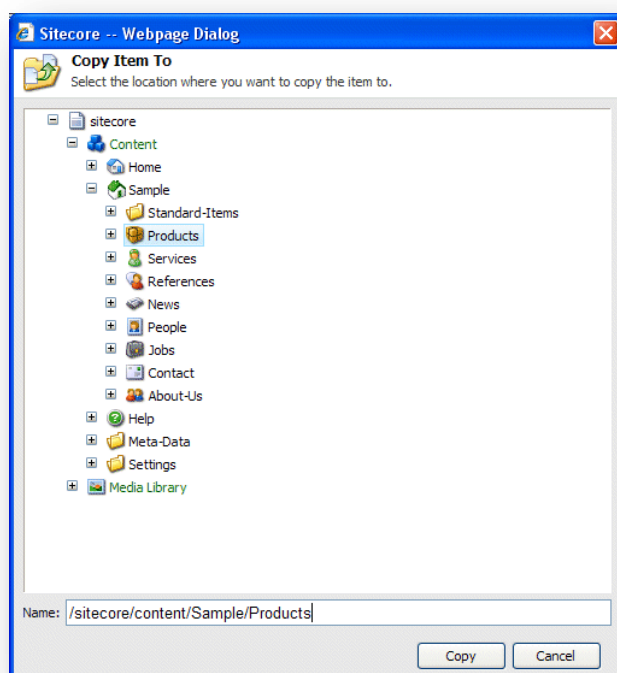 Sitecore -- Webpage Dialog
Copy Item To
Select the location where you want to copy the item to.
sitecore
Content
Home
Sample
Standard-Items
Products
Services
References
News
People
Jobs
Contact
About-Us
Help
Meta-Data
Settings
Media Library
Name: /sitecore/content/Sample/Products
Copy Cancel